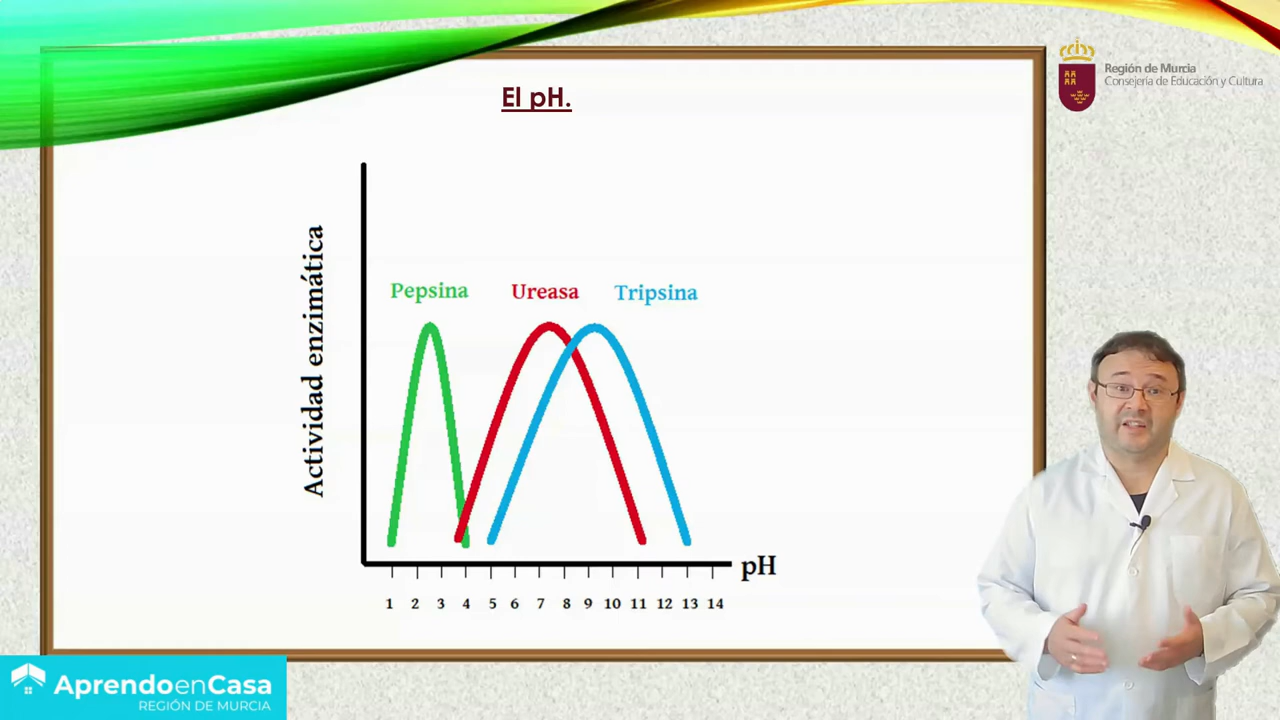 El pH.
Región de Murcia
Consejería de Educación y Cultura
Actividad enzimática
Pepsina Ureasa Tripsina
pH
1 2 3 4 5 6 7 8 9 10 11 12 13 14
AprendoenCasa
REGIÓN DE MURCIA